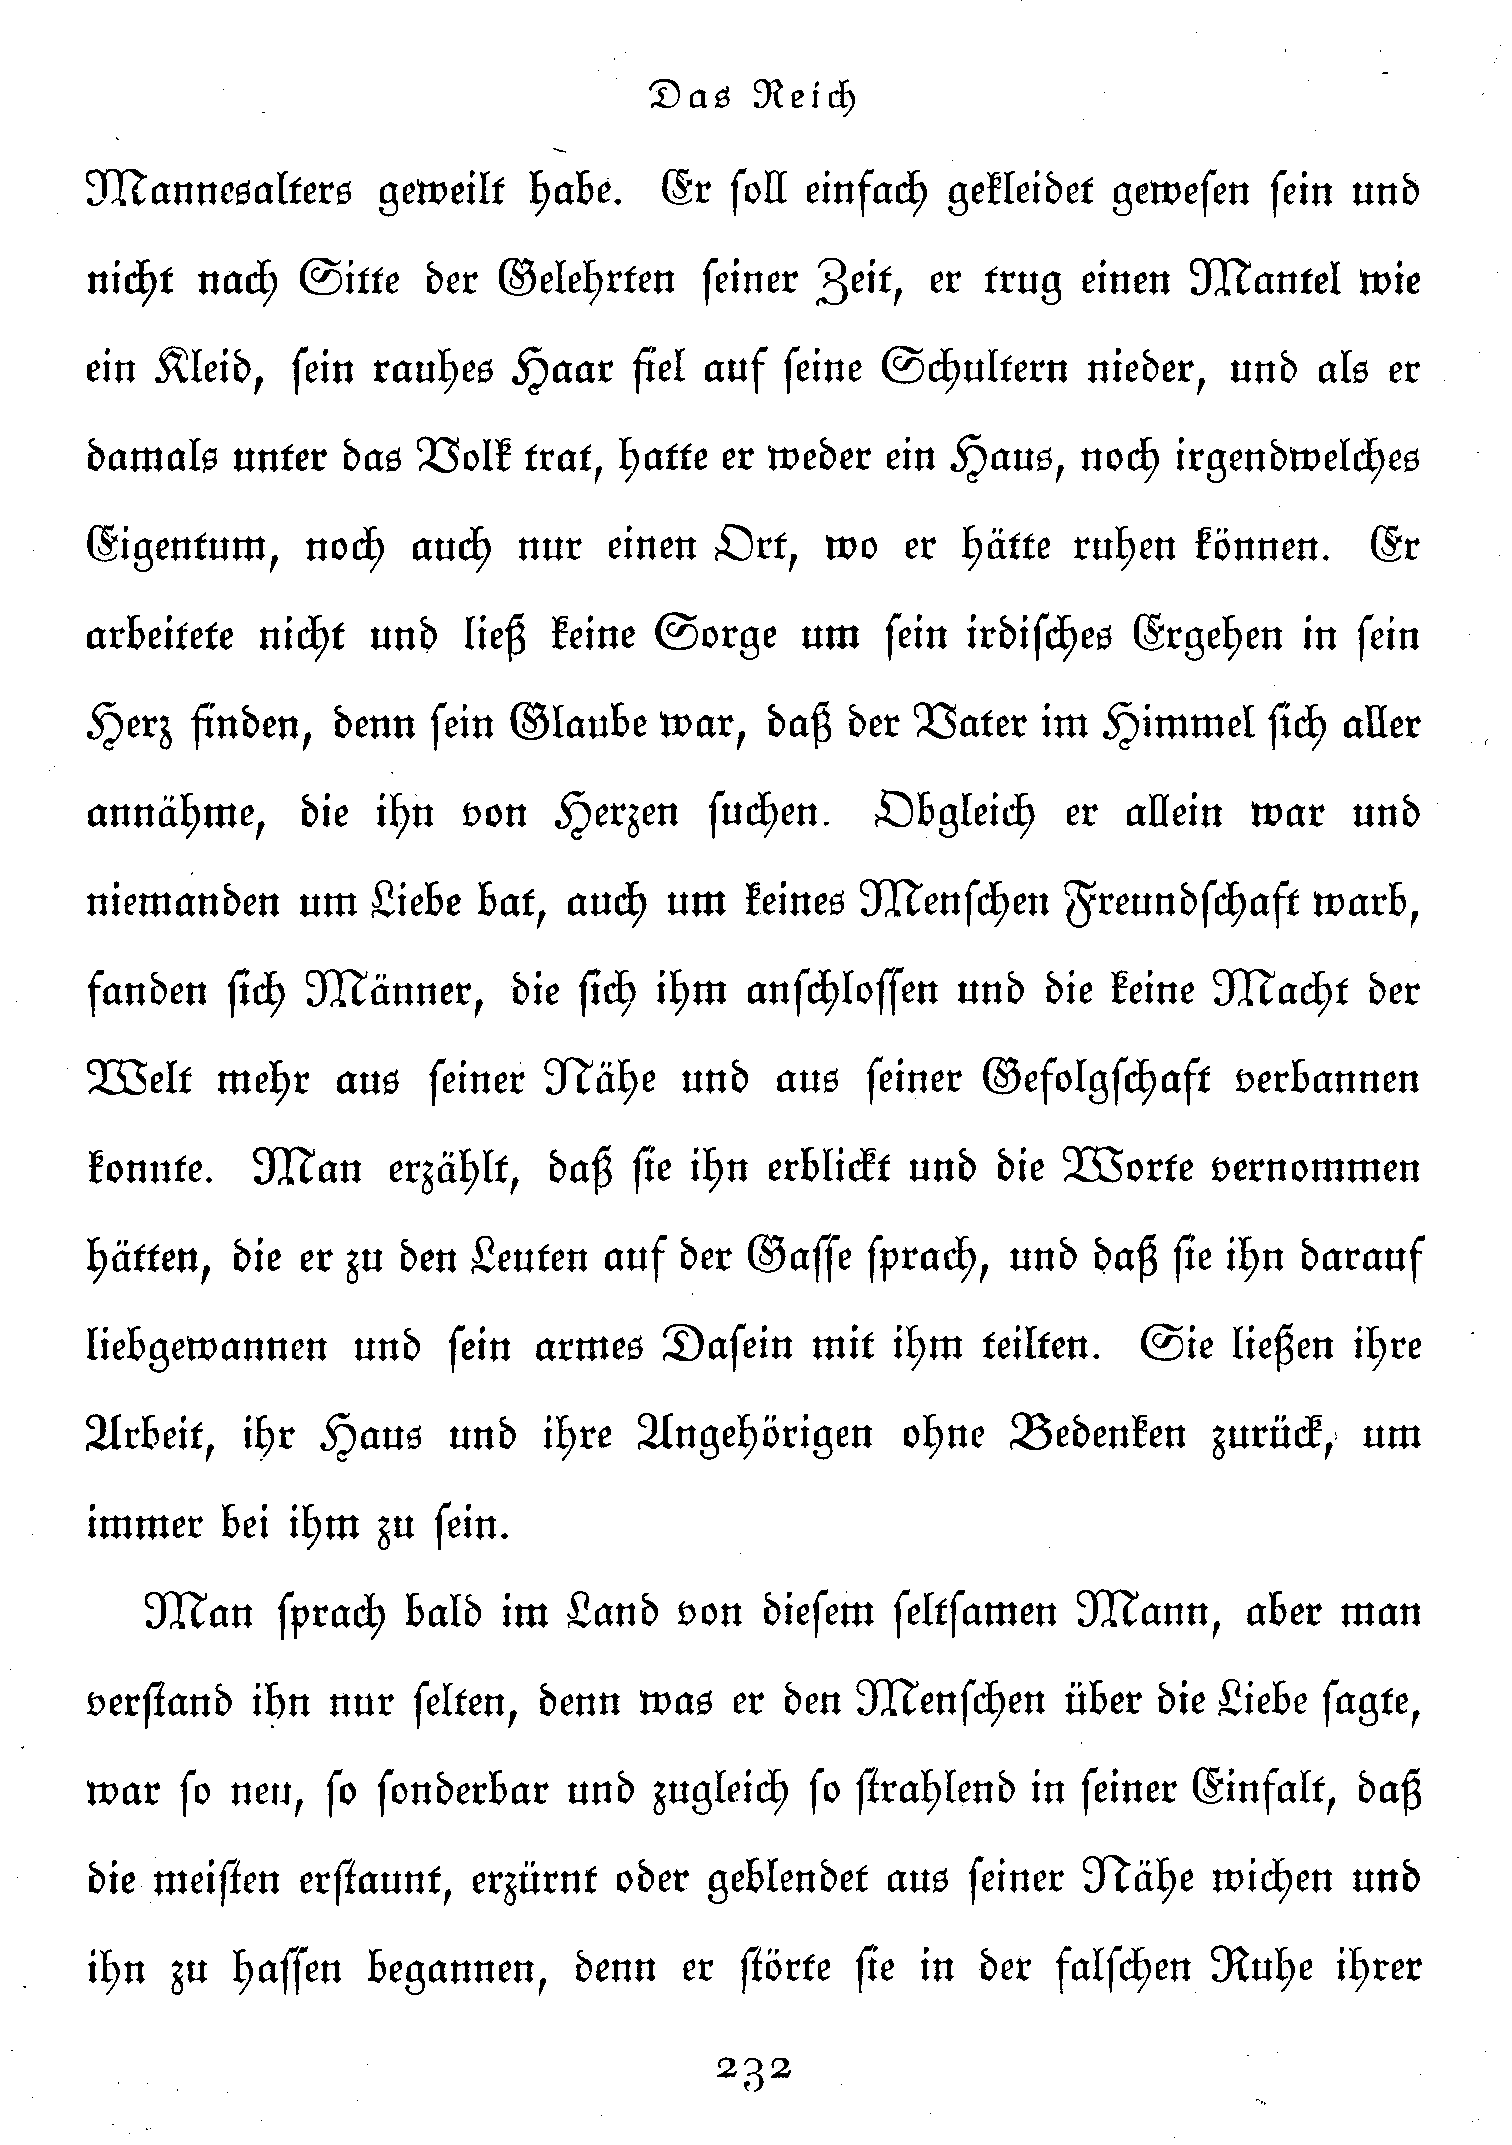 Das Reich
Mannesalters geweilt habe. Er soll einfach gekleidet gewesen sein und
nicht nach Sitte der Gelehrten seiner Zeit, er trug einen Mantel wie
ein Kleid, sein rauhes Haar fiel auf seine Schultern nieder, und als er
damals unter das Volk trat, hatte er weder ein Haus, noch irgendwelches
Eigentum, noch auch nur einen Ort, wo er hätte ruhen können. Er
arbeitete nicht und ließ keine Sorge um sein irdisches Ergehen in sein
Herz finden, denn sein Glaube war, daß der Vater im Himmel sich aller
annähme, die ihn von Herzen suchen. Obgleich er allein war und
niemanden um Liebe bat, auch um keines Menschen Freundschaft warb,
fanden sich Männer, die sich ihm anschlossen und die keine Macht der
Welt mehr aus seiner Nähe und aus seiner Gefolgschaft verbannen
konnte. Man erzählt, daß sie ihn erblickt und die Worte vernommen
hätten, die er zu den Leuten auf der Gasse sprach, und daß sie ihn darauf
liebgewannen und sein armes Dasein mit ihm teilten. Sie ließen ihre
Arbeit, ihr Haus und ihre Angehörigen ohne Bedenken zurück, um
immer bei ihm zu sein.
Man sprach bald im Land von diesem seltsamen Mann, aber man
verstand ihn nur selten, denn was er den Menschen über die Liebe sagte,
war so neu, so sonderbar und zugleich so strahlend in seiner Einfalt, daß
die meisten erstaunt, erzürnt oder geblendet aus seiner Nähe wichen und
ihn zu hassen begannen, denn er störte sie in der falschen Ruhe ihrer
232